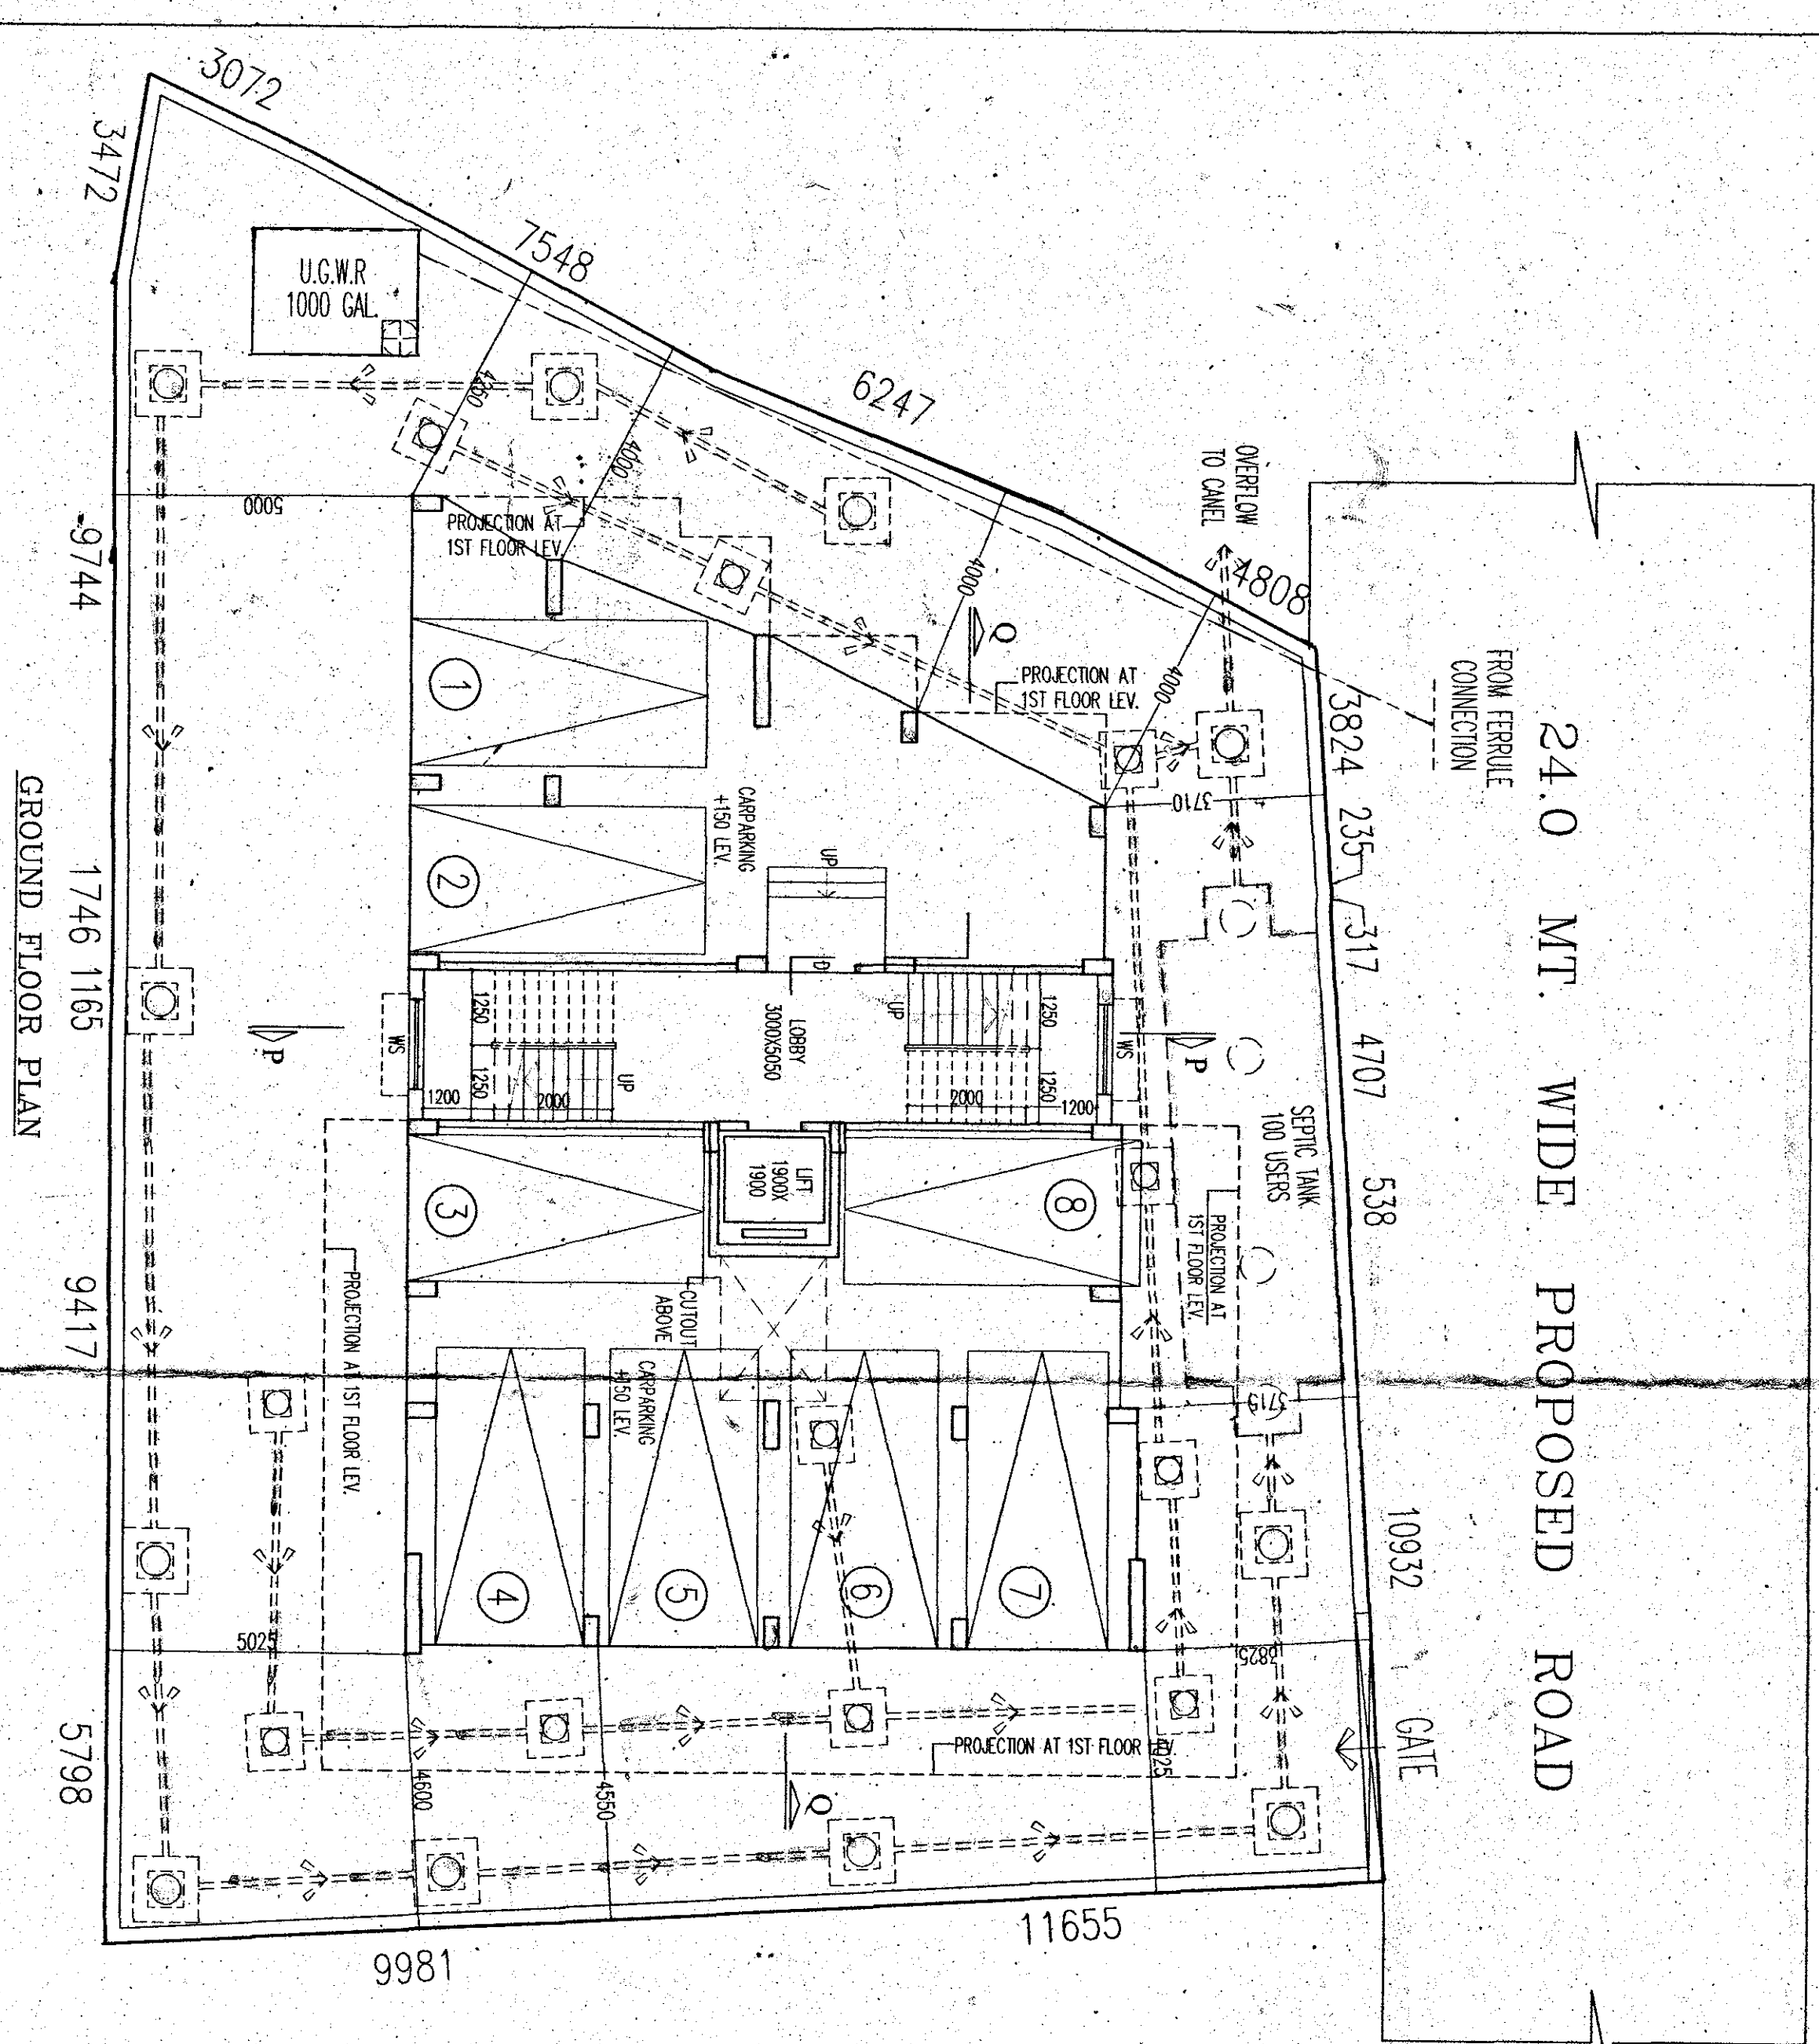 24.0 MT. WIDE PROPOSED ROAD
FROM FERRULE
CONNECTION
OVERFLOW
TO CANEL
GATE
3072
7548
6247
4808
3824
235
317
4707
538
10932
3472
9744
1746
1165
9417
5798
9981
11655
U.G.W.R
1000 GAL.
4250
4000
4000
4000
3710
5000
PROJECTION AT
1ST FLOOR LEV.
PROJECTION AT
1ST FLOOR LEV.
Q
1
2
CARPARKING
+150 LEV.
UP
D
LOBBY
3000X5050
UP
1250
1250
2000
1200
WS
UP
1250
1250
2000
1200
WS
P
P
SEPTIC TANK
100 USERS
PROJECTION AT
1ST FLOOR LEV.
LIFT
1900X
1900
3
8
CUTOUT
ABOVE
CARPARKING
+150 LEV.
PROJECTION AT 1ST FLOOR LEV.
3715
4
5
6
7
5025
3825
4600
4550
PROJECTION AT 1ST FLOOR
Q
GROUND FLOOR PLAN